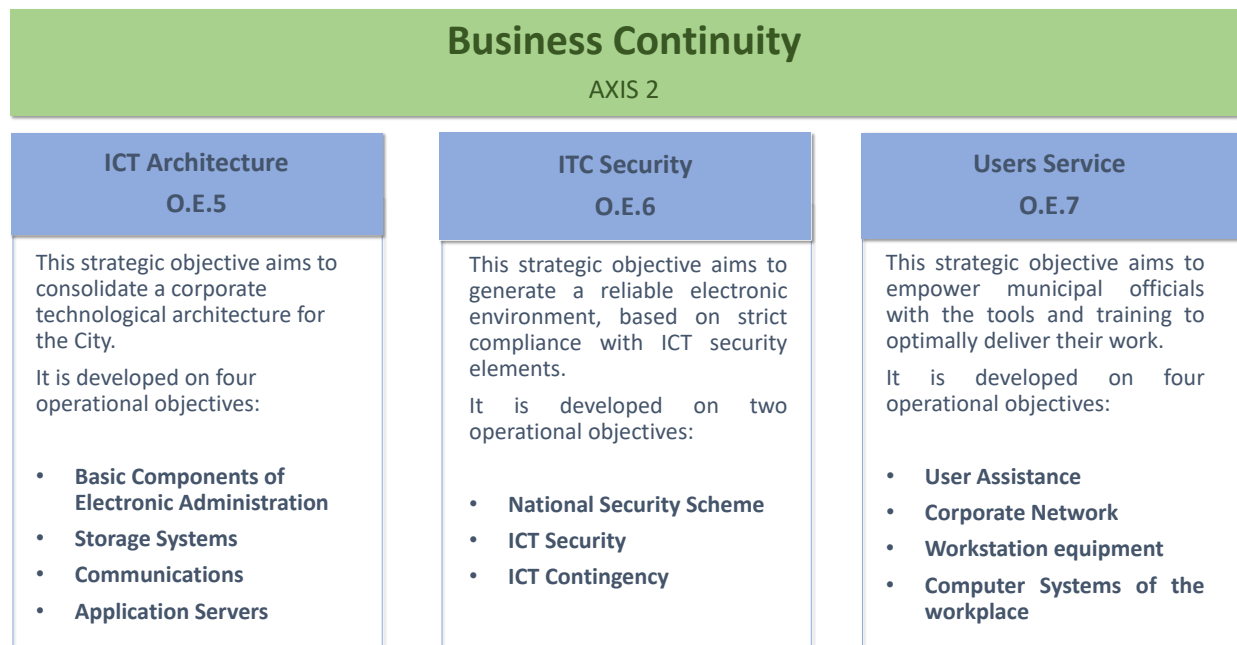 Business Continuity
AXIS 2
ICT Architecture
O.E.5
This strategic objective aims to
consolidate a corporate
technological architecture for
the City.
It is developed on four
operational objectives:
• Basic Components of
Electronic Administration
• Storage Systems
• Communications
• Application Servers
ITC Security
O.E.6
This strategic objective aims to
generate a reliable electronic
environment, based on strict
compliance with ICT security
elements.
It is developed on two
operational objectives:
• National Security Scheme
• ICT Security
• ICT Contingency
Users Service
O.E.7
This strategic objective aims to
empower municipal officials
with the tools and training to
optimally deliver their work.
It is developed on four
operational objectives:
• User Assistance
• Corporate Network
• Workstation equipment
• Computer Systems of the
workplace